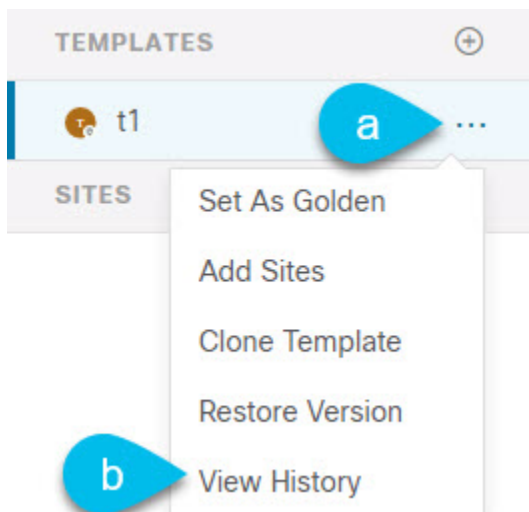 TEMPLATES
T t1 a ...
SITES
Set As Golden
Add Sites
Clone Template
Restore Version
b View History